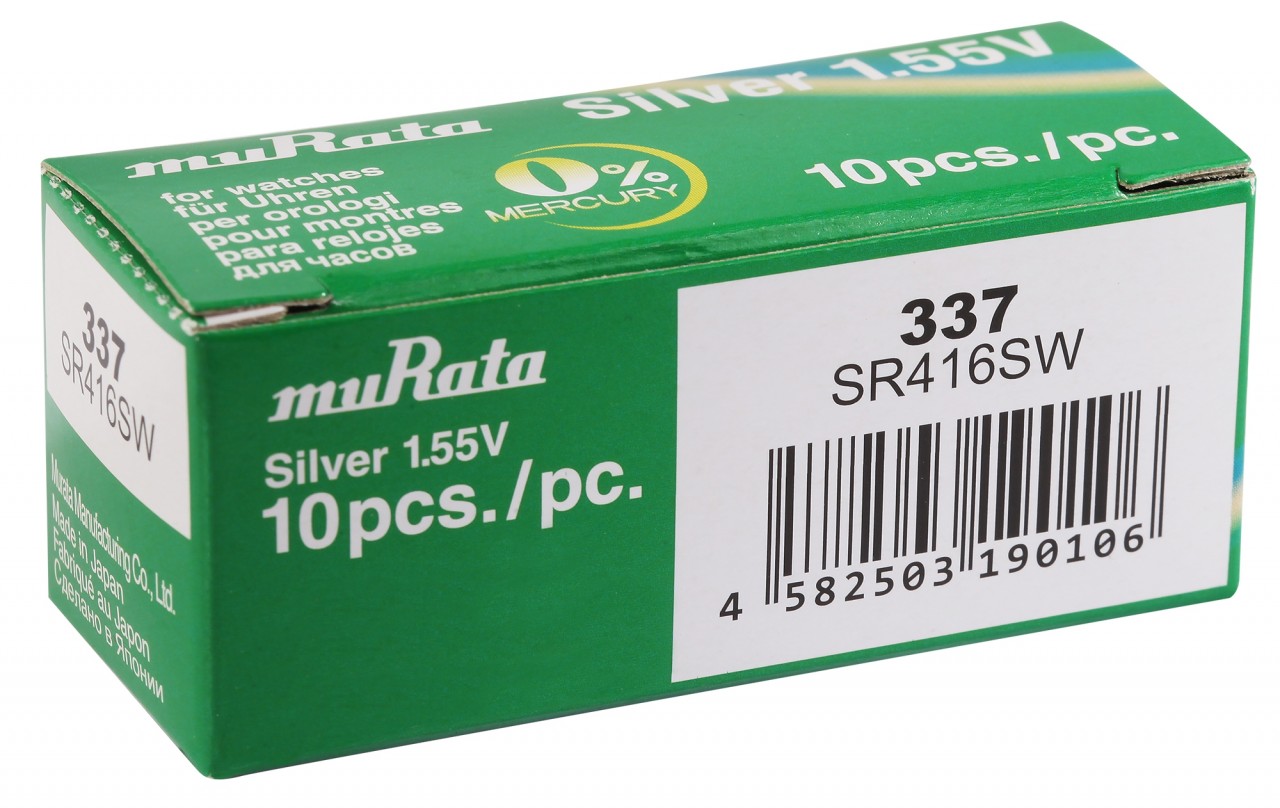 muRata
Silver 1.55V
for watches
für Uhren
per orologi
pour montres
para relojes
для часов
0%
MERCURY
10pcs./pc.
337
SR416SW
Murata Manufacturing Co., Ltd.
Made in Japan
Fabriqué au Japon
Сделано в Японии
muRata
Silver 1.55V
10pcs./pc.
337
SR416SW
4 582503 190106